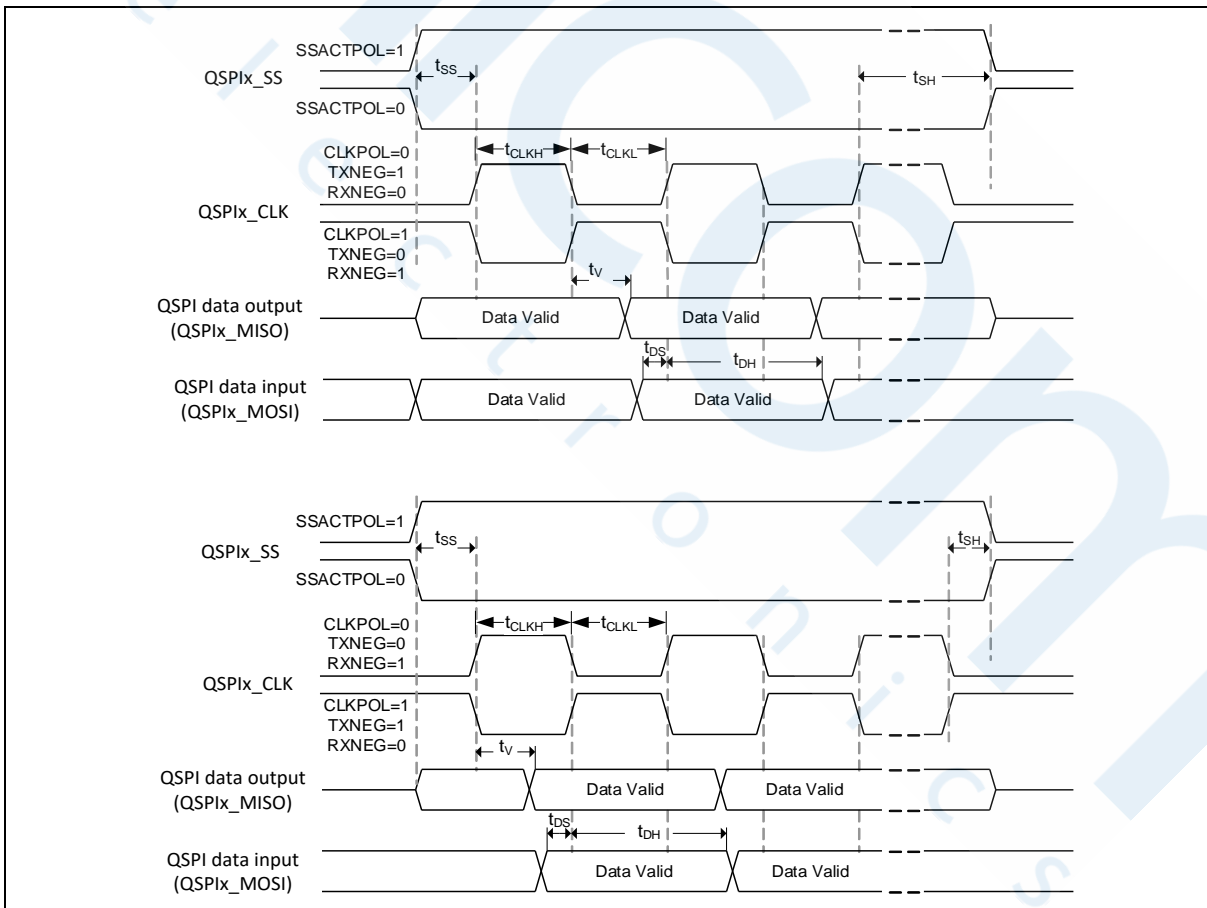 SSACTPOL=1
QSPIx_SS
tSS
tSH
SSACTPOL=0
CLKPOL=0
TXNEG=1
RXNEG=0
tCLKH
tCLKL
QSPIx_CLK
CLKPOL=1
TXNEG=0
RXNEG=1
tV
QSPI data output
(QSPIx_MISO)
Data Valid
Data Valid
tDS
tDH
QSPI data input
(QSPIx_MOSI)
Data Valid
Data Valid
SSACTPOL=1
QSPIx_SS
tSS
tSH
SSACTPOL=0
CLKPOL=0
TXNEG=0
RXNEG=1
tCLKH
tCLKL
QSPIx_CLK
CLKPOL=1
TXNEG=1
RXNEG=0
tV
QSPI data output
(QSPIx_MISO)
Data Valid
Data Valid
tDS
tDH
QSPI data input
(QSPIx_MOSI)
Data Valid
Data Valid